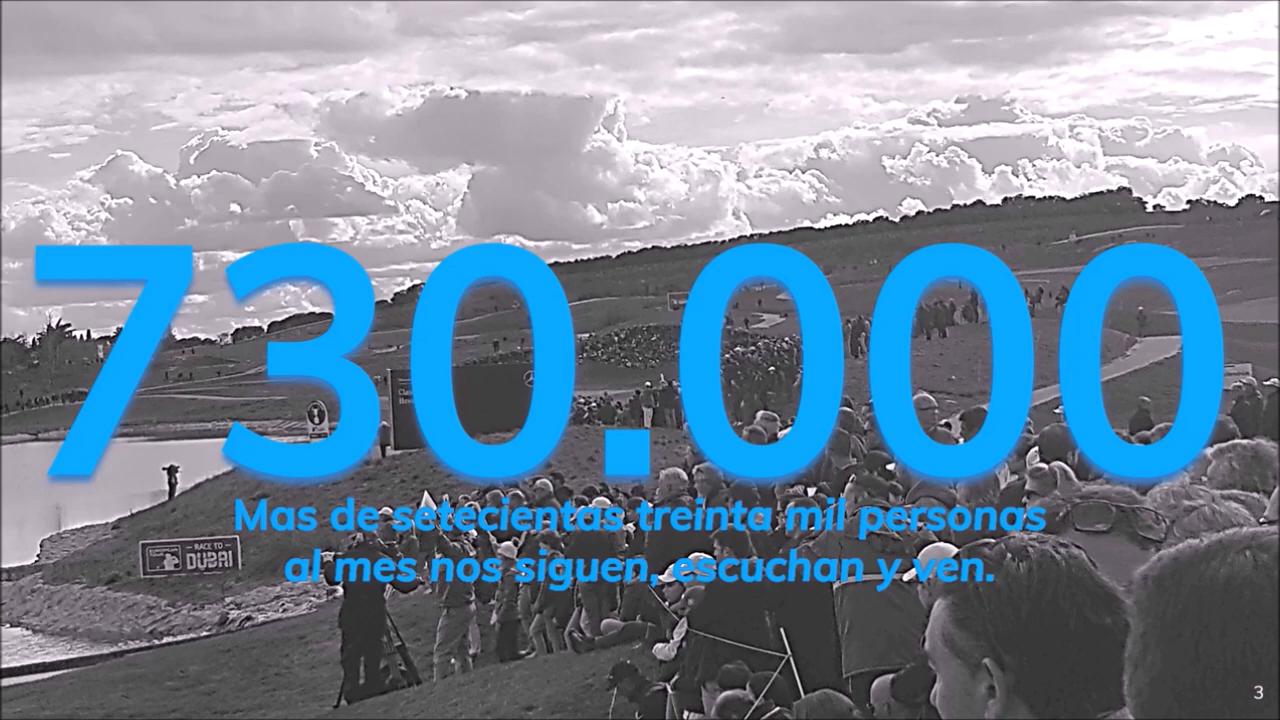 730.000
Mas de setecientas treinta mil personas
al mes nos siguen, escuchan y ven.
RACE TO
DUBAI
3